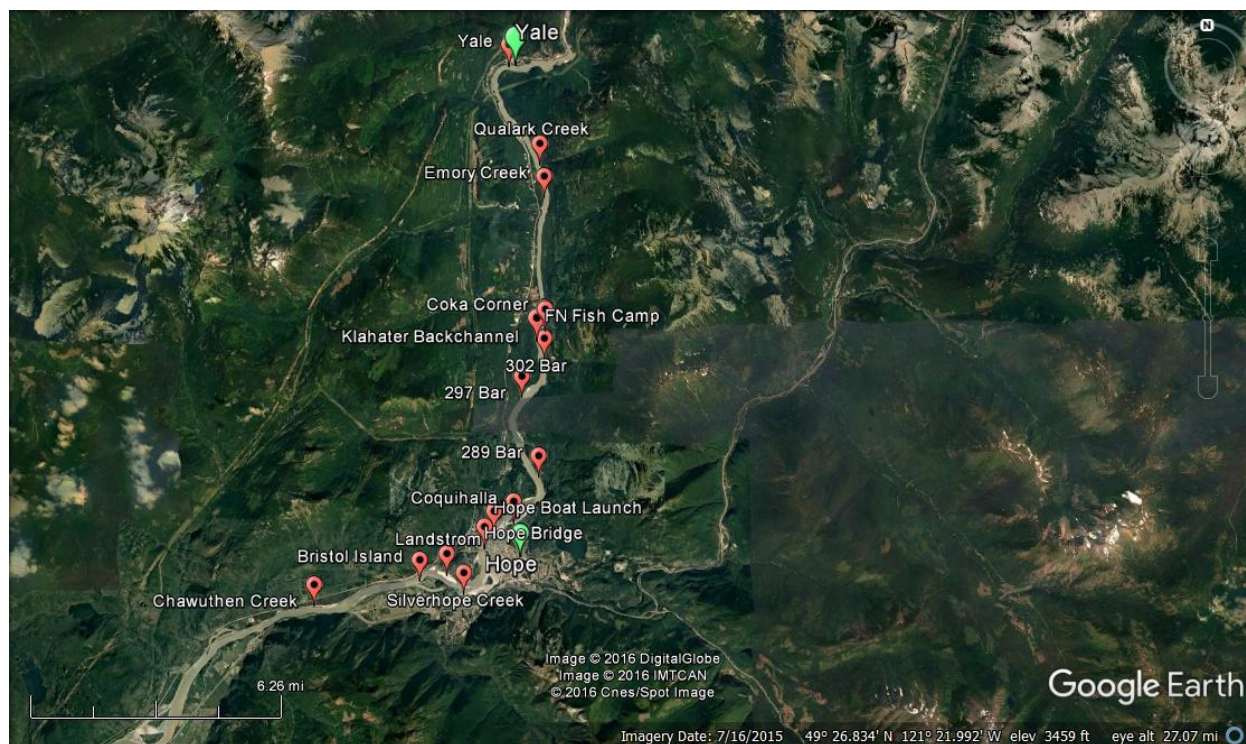 N
Yale
Yale
Qualark Creek
Emory Creek
Coka Corner
FN Fish Camp
Klahater Backchannel
302 Bar
297 Bar
289 Bar
Coquihalla
Hope Boat Launch
Hope Bridge
Landstrom
Bristol Island
Hope
Chawuthen Creek
Silverhope Creek
Image © 2016 DigitalGlobe
Image © 2016 IMTCAN
© 2016 Cnes/Spot Image
6.26 mi
Google Earth
Imagery Date: 7/16/2015 49° 26.834' N 121° 21.992' W elev 3459 ft eye alt 27.07 mi